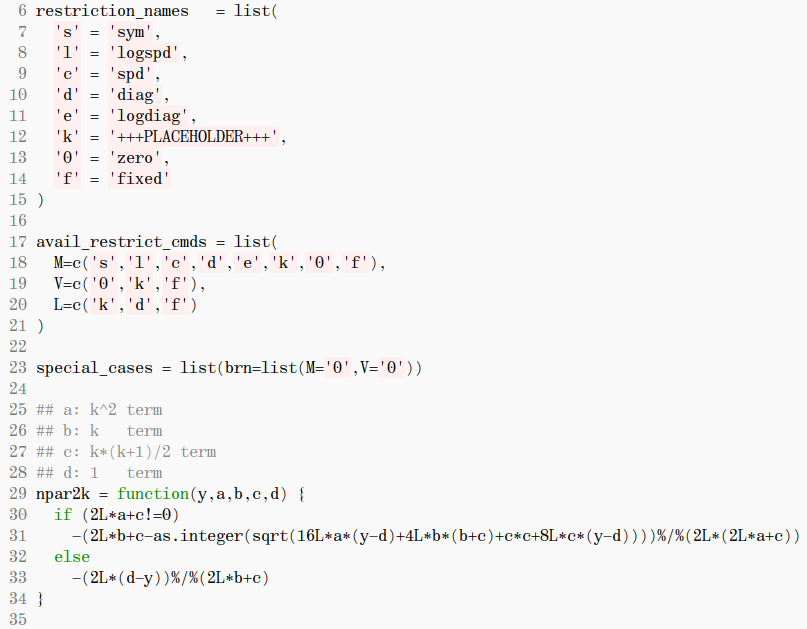 6 restriction_names   = list(
7   's' = 'sym',
8   'l' = 'logspd',
9   'c' = 'spd',
10   'd' = 'diag',
11   'e' = 'logdiag',
12   'k' = '+++PLACEHOLDER+++',
13   '0' = 'zero',
14   'f' = 'fixed'
15 )
16
17 avail_restrict_cmds = list(
18   M=c('s','l','c','d','e','k','0','f'),
19   V=c('0','k','f'),
20   L=c('k','d','f')
21 )
22
23 special_cases = list(brn=list(M='0',V='0'))
24
25 ## a: k^2 term
26 ## b: k   term
27 ## c: k*(k+1)/2 term
28 ## d: 1   term
29 npar2k = function(y,a,b,c,d) {
30   if (2L*a+c!=0)
31     -(2L*b+c-as.integer(sqrt(16L*a*(y-d)+4L*b*(b+c)+c*c+8L*c*(y-d))))%/%(2L*(2L*a+c))
32   else
33     -(2L*(d-y))%/%(2L*b+c)
34 }
35